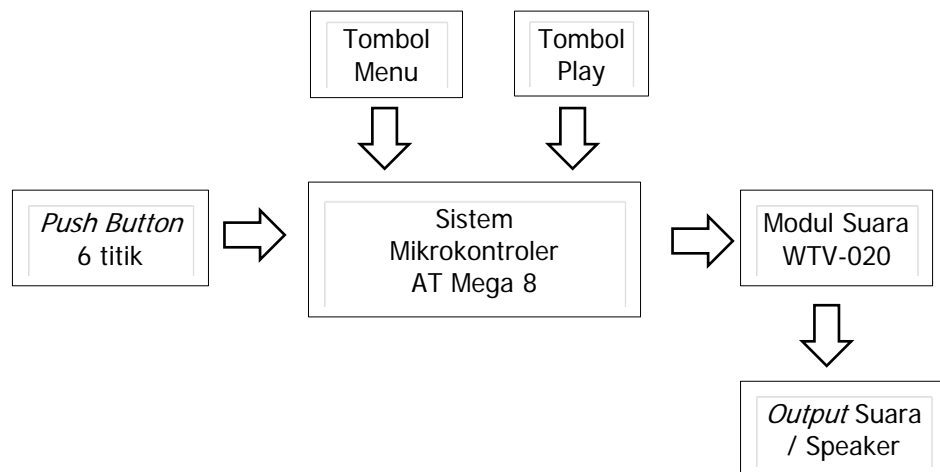 Tombol
Menu
Tombol
Play
Push Button
6 titik
Sistem
Mikrokontroler
AT Mega 8
Modul Suara
WTV-020
Output Suara
/ Speaker